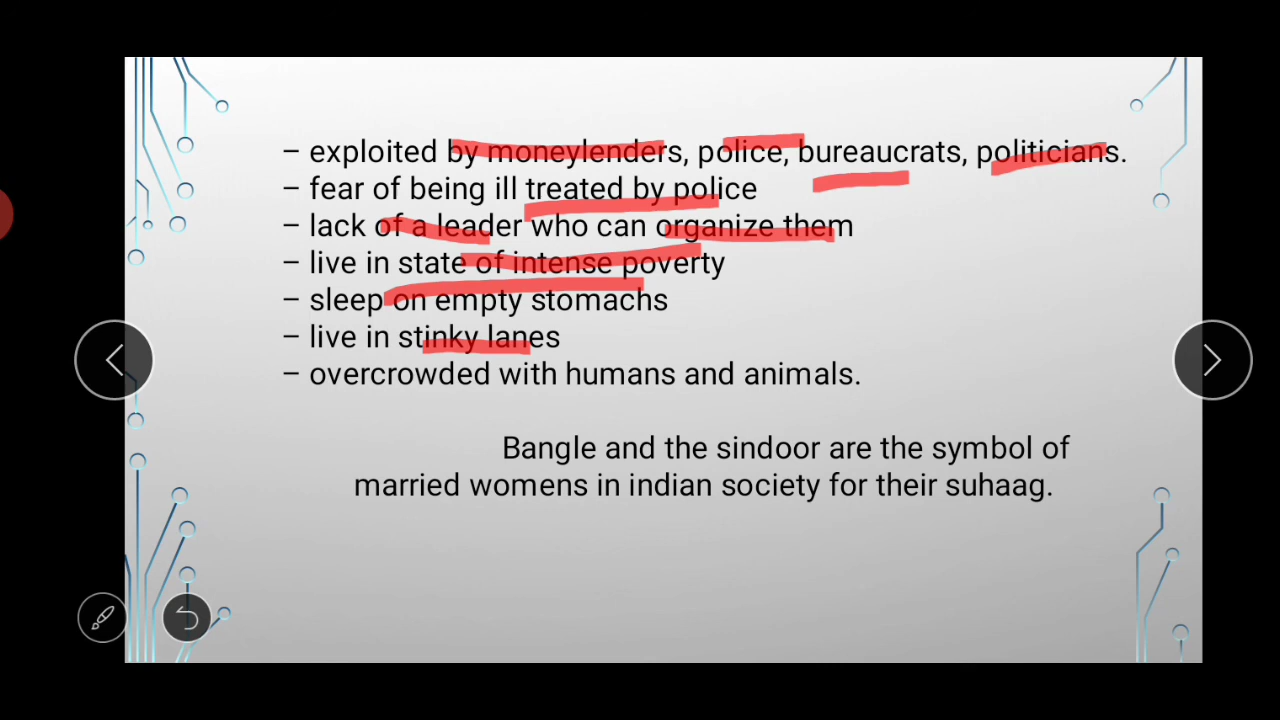 – exploited by moneylenders, police, bureaucrats, politicians.
– fear of being ill treated by police
– lack of a leader who can organize them
– live in state of intense poverty
– sleep on empty stomachs
– live in stinky lanes
– overcrowded with humans and animals.
Bangle and the sindoor are the symbol of
married womens in indian society for their suhaag.